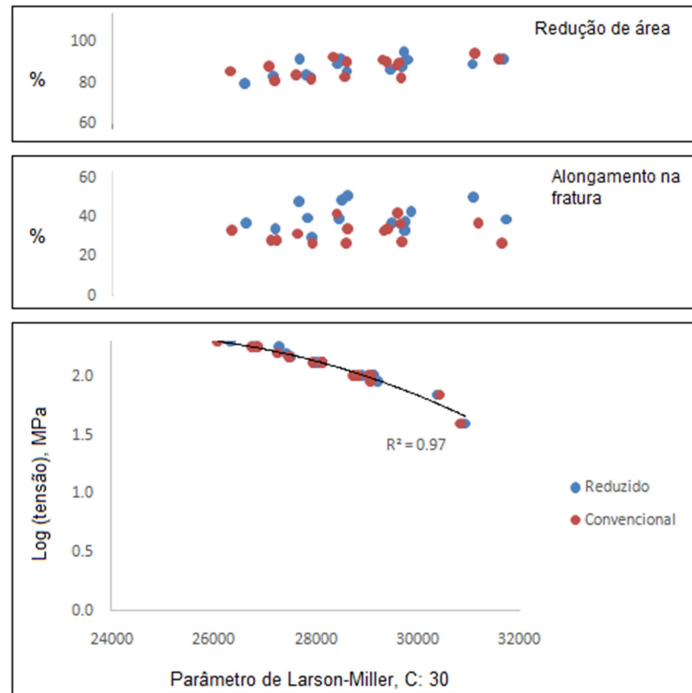 Redução de área
100
%
80
60
Alongamento na
fratura
60
40
%
20
0
Log (tensão), MPa
2.0
1.5
1.0
0.5
0.0
R² = 0.97
Reduzido
Convencional
24000 26000 28000 30000 32000
Parâmetro de Larson-Miller, C: 30